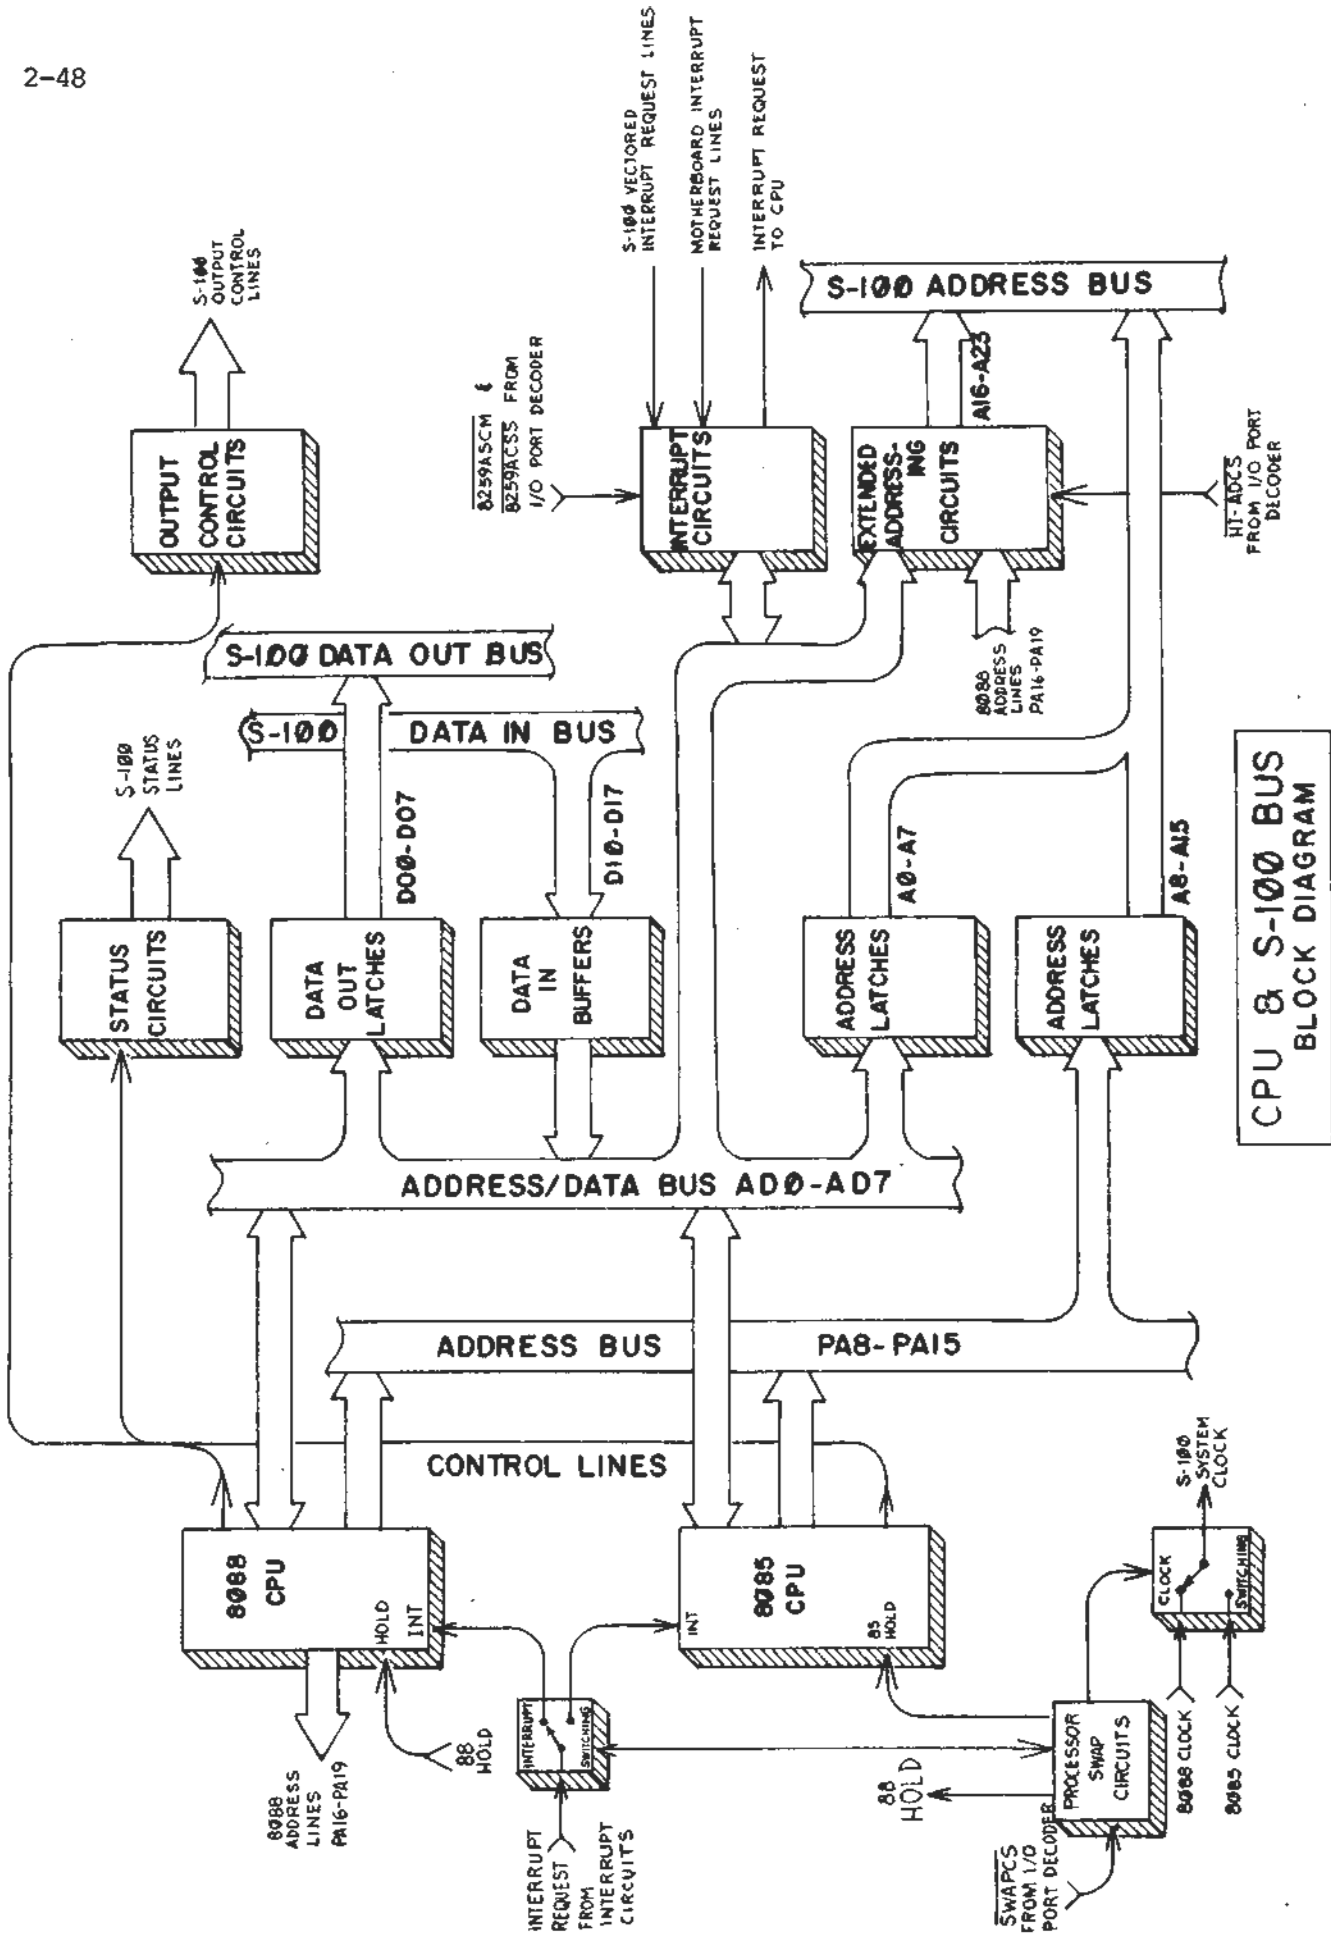 2-48
8088
ADDRESS
LINES
PA16-PA19
8088
CPU
HOLD
INT
88
HOLD
INTERRUPT
REQUEST
FROM
INTERRUPT
CIRCUITS
INTERRUPT
SWITCHING
INT
8085
CPU
85
HOLD
88
HOLD
SWAPCS
FROM I/O
PORT DECODER
PROCESSOR
SWAP
CIRCUITS
8088 CLOCK
8085 CLOCK
CLOCK
SWITCHING
S-100
SYSTEM
CLOCK
CONTROL LINES
ADDRESS BUS PA8-PA15
ADDRESS/DATA BUS AD0-AD7
STATUS
CIRCUITS
S-100
STATUS
LINES
DATA
OUT
LATCHES
DO0-DO7
DATA
IN
BUFFERS
DI0-DI7
S-100 DATA IN BUS
S-100 DATA OUT BUS
ADDRESS
LATCHES
A0-A7
ADDRESS
LATCHES
A8-A15
OUTPUT
CONTROL
CIRCUITS
S-100
OUTPUT
CONTROL
LINES
8259ASCM &
8259ACSS FROM
I/O PORT DECODER
INTERRUPT
CIRCUITS
S-100 VECTORED
INTERRUPT REQUEST LINES
MOTHERBOARD INTERRUPT
REQUEST LINES
INTERRUPT REQUEST
TO CPU
EXTENDED
ADDRESS-
ING
CIRCUITS
A16-A23
8088
ADDRESS
LINES
PA16-PA19
HI-ADCS
FROM I/O PORT
DECODER
S-100 ADDRESS BUS
CPU & S-100 BUS
BLOCK DIAGRAM